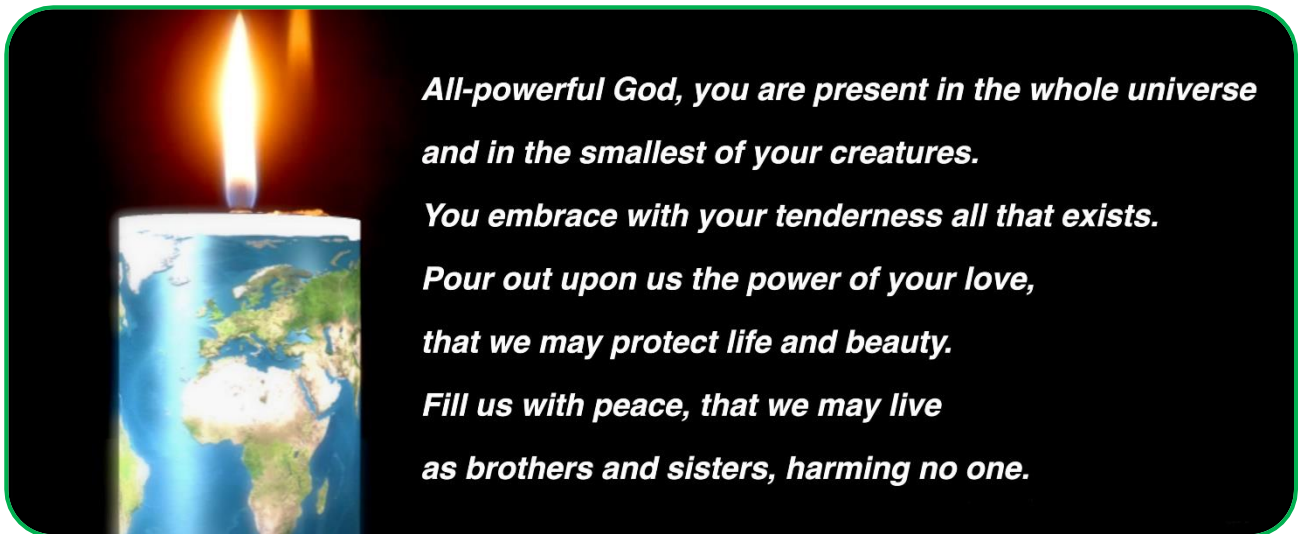 All-powerful God, you are present in the whole universe
and in the smallest of your creatures.
You embrace with your tenderness all that exists.
Pour out upon us the power of your love,
that we may protect life and beauty.
Fill us with peace, that we may live
as brothers and sisters, harming no one.